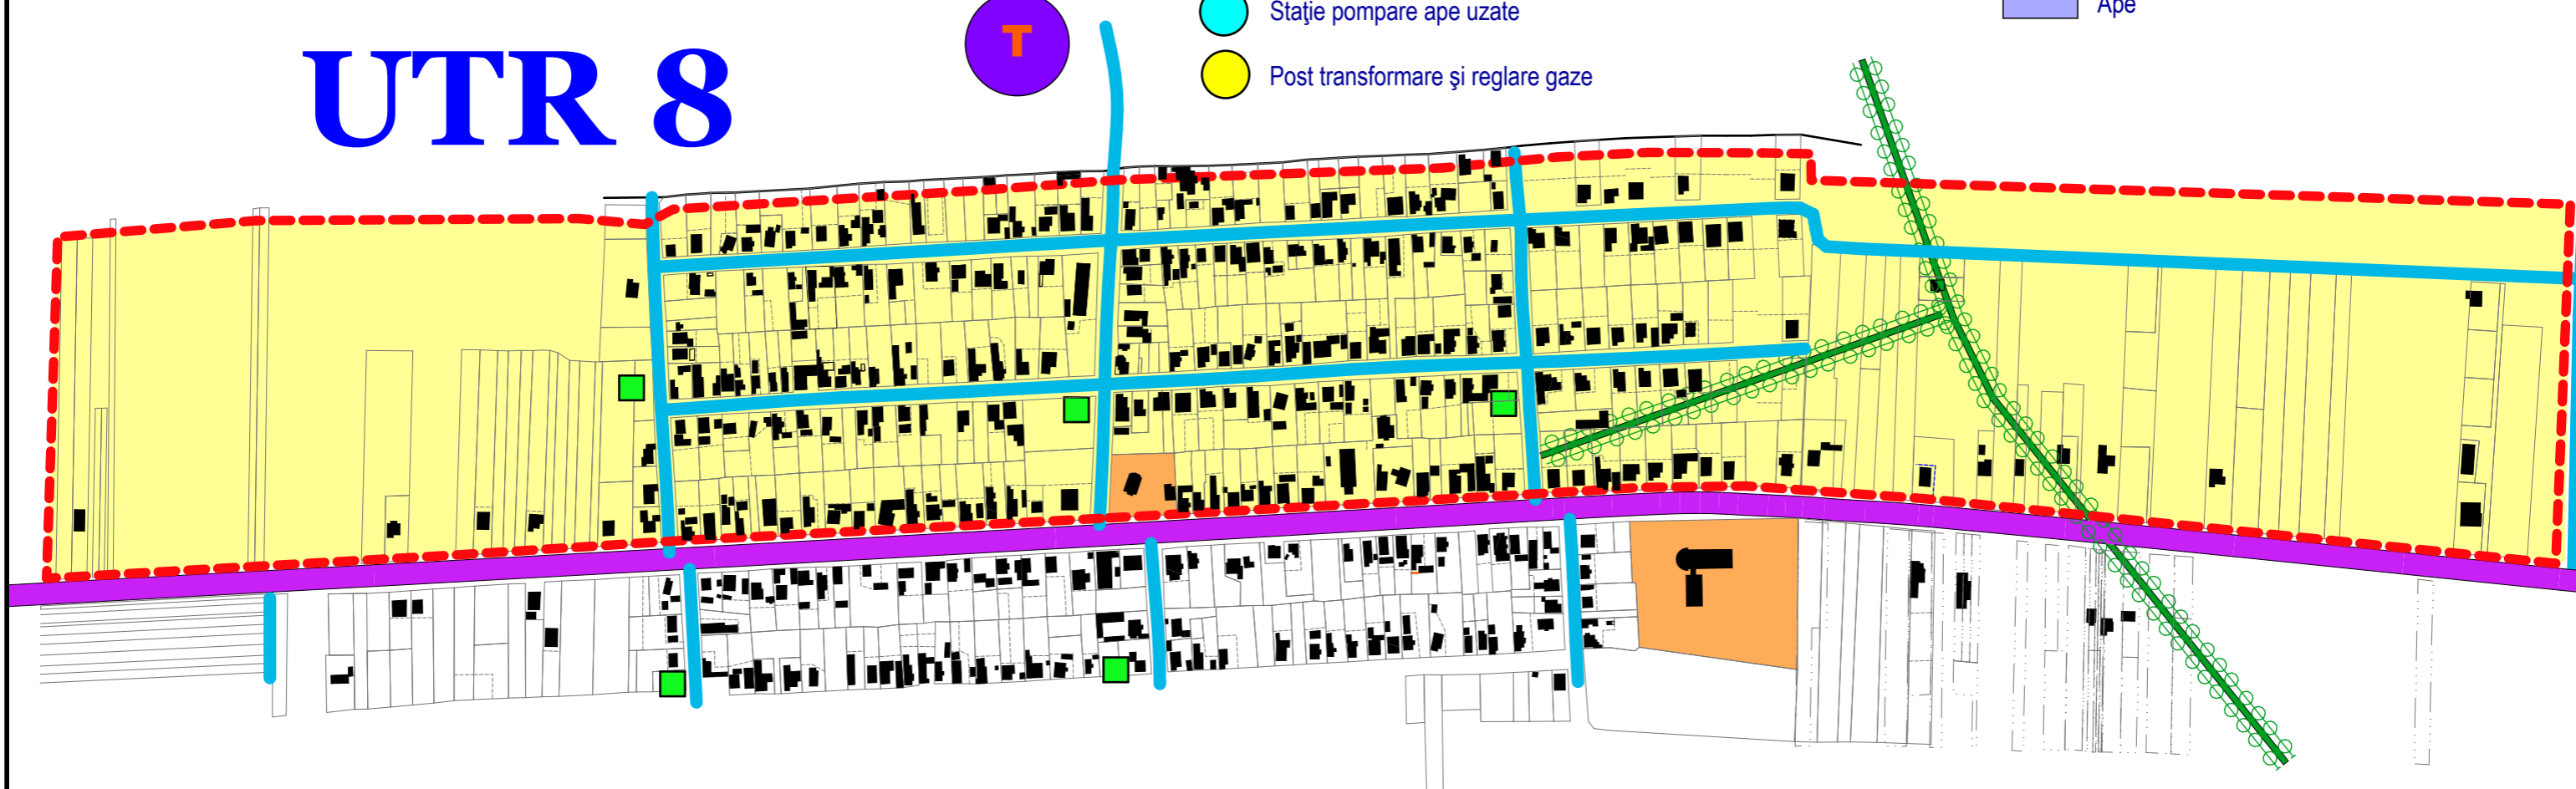 Staţie pompare ape uzate
Ape
UTR 8
T
Post transformare şi reglare gaze